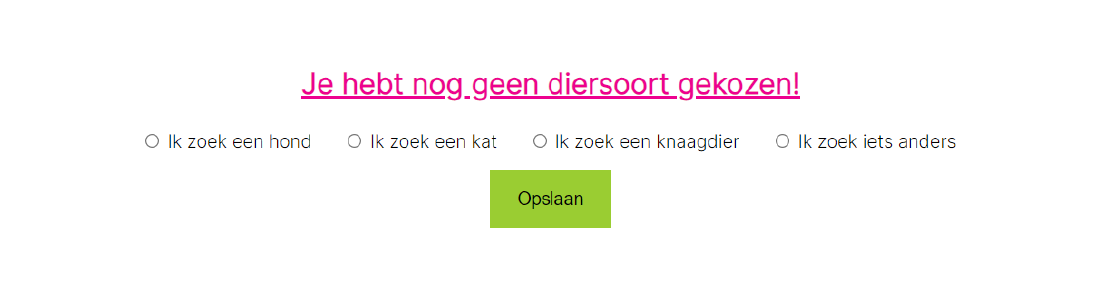 Je hebt nog geen diersoort gekozen!
Ik zoek een hond Ik zoek een kat Ik zoek een knaagdier Ik zoek iets anders
Opslaan